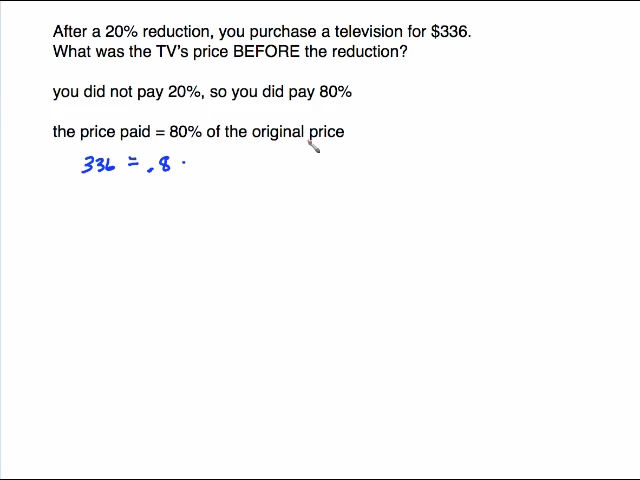 After a 20% reduction, you purchase a television for $336.
What was the TV's price BEFORE the reduction?
you did not pay 20%, so you did pay 80%
the price paid = 80% of the original price
336 = .8 ·